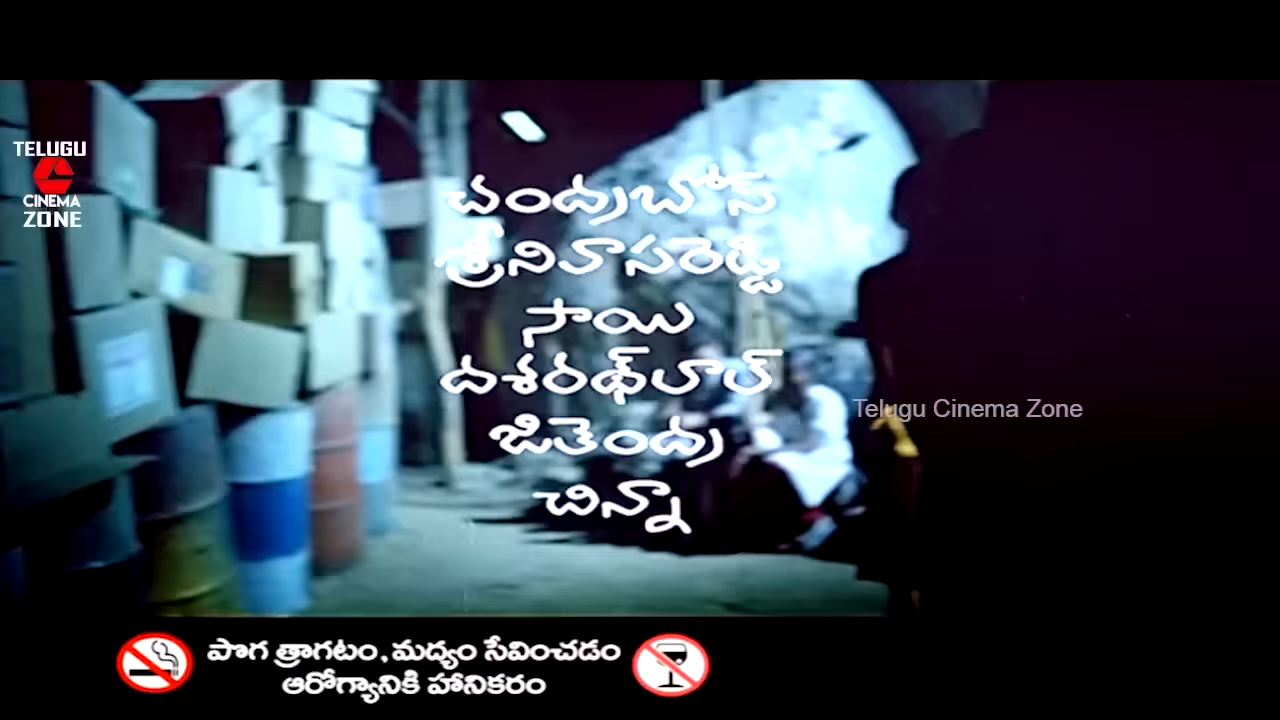 TELUGU
CINEMA
ZONE
చంద్రబోస్
శ్రీనివాసరెడ్డి
సాయి
దశరథ్‌లాల్
జితేంద్ర
చిన్నా
Telugu Cinema Zone
పొగ త్రాగటం, మద్యం సేవించడం
ఆరోగ్యానికి హానికరం